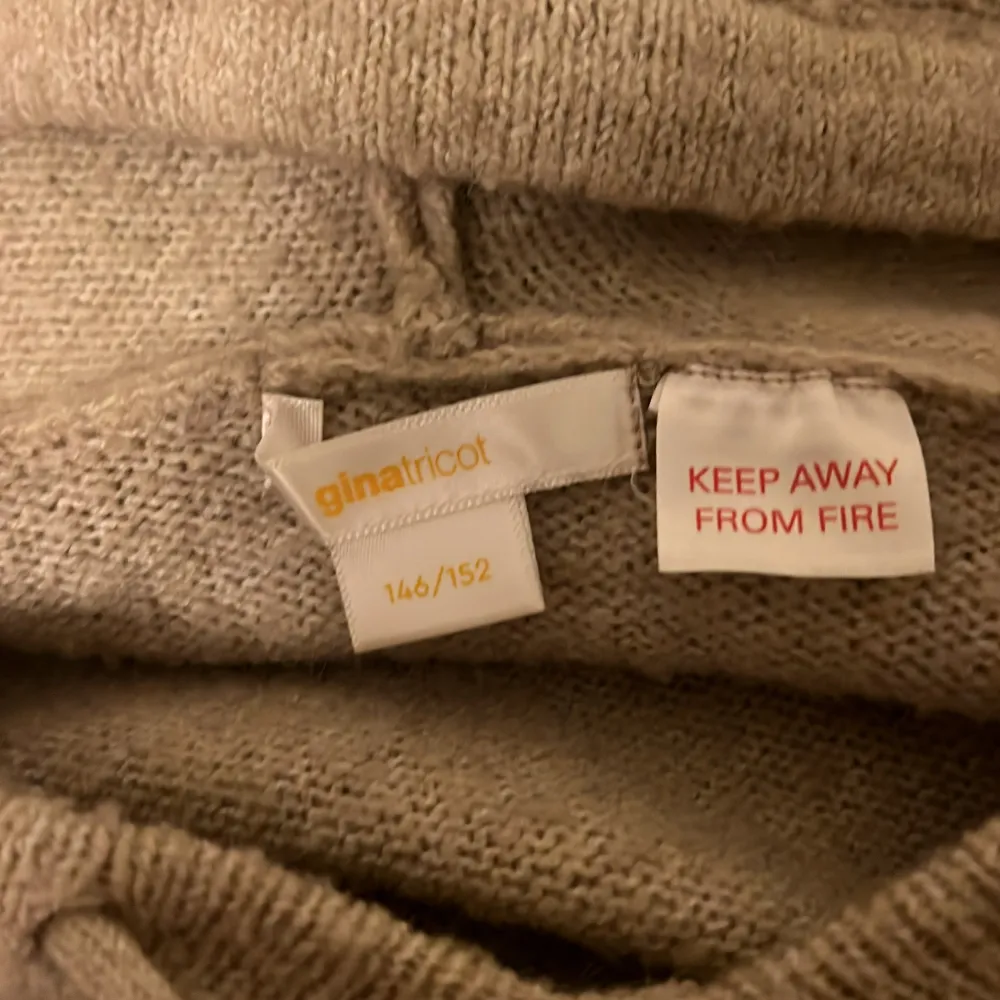 ginatricot
146/152
KEEP AWAY
FROM FIRE